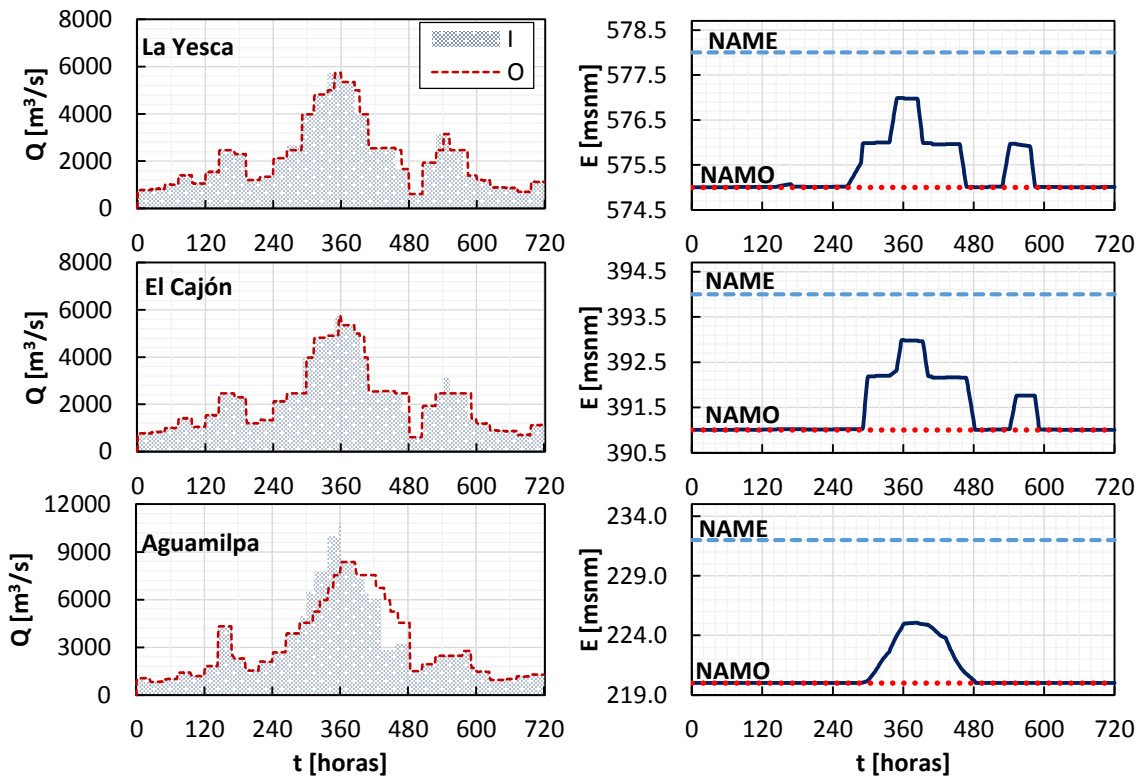 8000
6000
4000
2000
0
Q [m³/s]
La Yesca
I
O
0 120 240 360 480 600 720
578.5
577.5
576.5
575.5
574.5
E [msnm]
NAME
NAMO
0 120 240 360 480 600 720
8000
6000
4000
2000
0
Q [m³/s]
El Cajón
0 120 240 360 480 600 720
394.5
393.5
392.5
391.5
390.5
E [msnm]
NAME
NAMO
0 120 240 360 480 600 720
12000
9000
6000
3000
0
Q [m³/s]
Aguamilpa
0 120 240 360 480 600 720
t [horas]
234.0
229.0
224.0
219.0
E [msnm]
NAME
NAMO
0 120 240 360 480 600 720
t [horas]